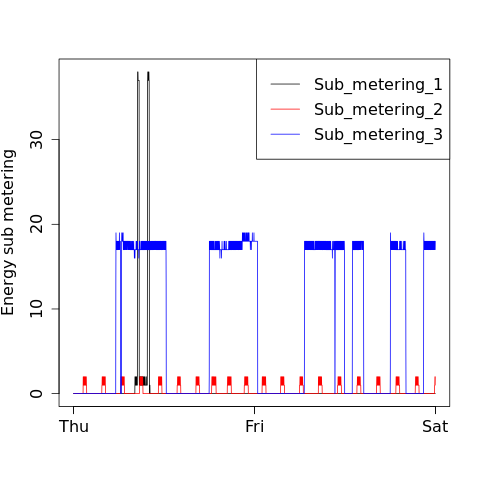 Sub_metering_1
Sub_metering_2
Sub_metering_3
Energy sub metering
30
20
10
0
Thu Fri Sat